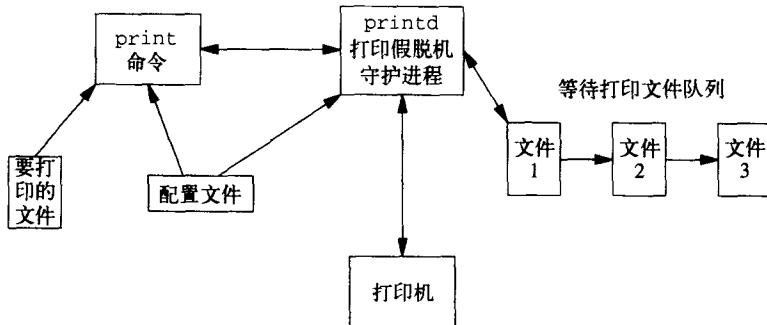 print
命令
printd
打印假脱机
守护进程
等待打印文件队列
要打
印的
文件
配置文件
文件
1
文件
2
文件
3
打印机